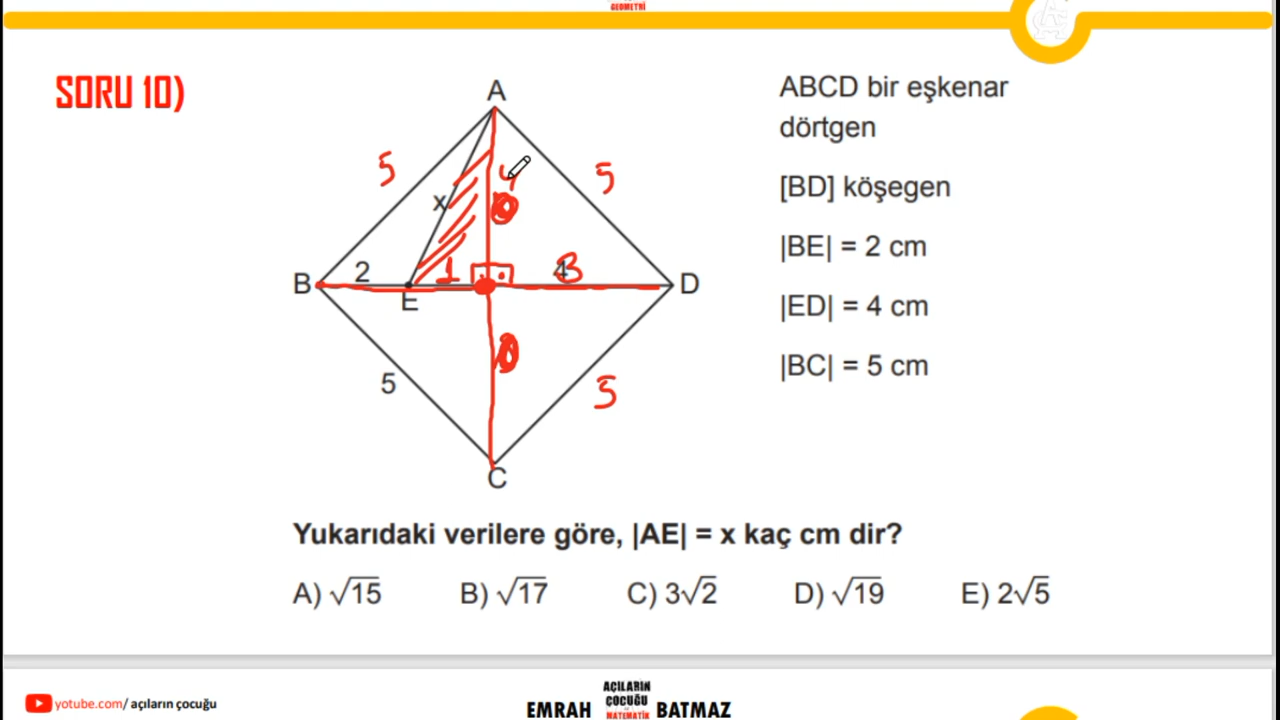 GEOMETRİ
SORU 10)
A
ABCD bir eşkenar
dörtgen
5
5
4
x
[BD] köşegen
|BE| = 2 cm
B
2
E
1
3
D
|ED| = 4 cm
|BC| = 5 cm
5
5
C
Yukarıdaki verilere göre, |AE| = x kaç cm dir?
A) √15 B) √17 C) 3√2 D) √19 E) 2√5
yotube.com/ açıların çocuğu
EMRAH AÇILARIN ÇOCUĞU MATEMATİK BATMAZ